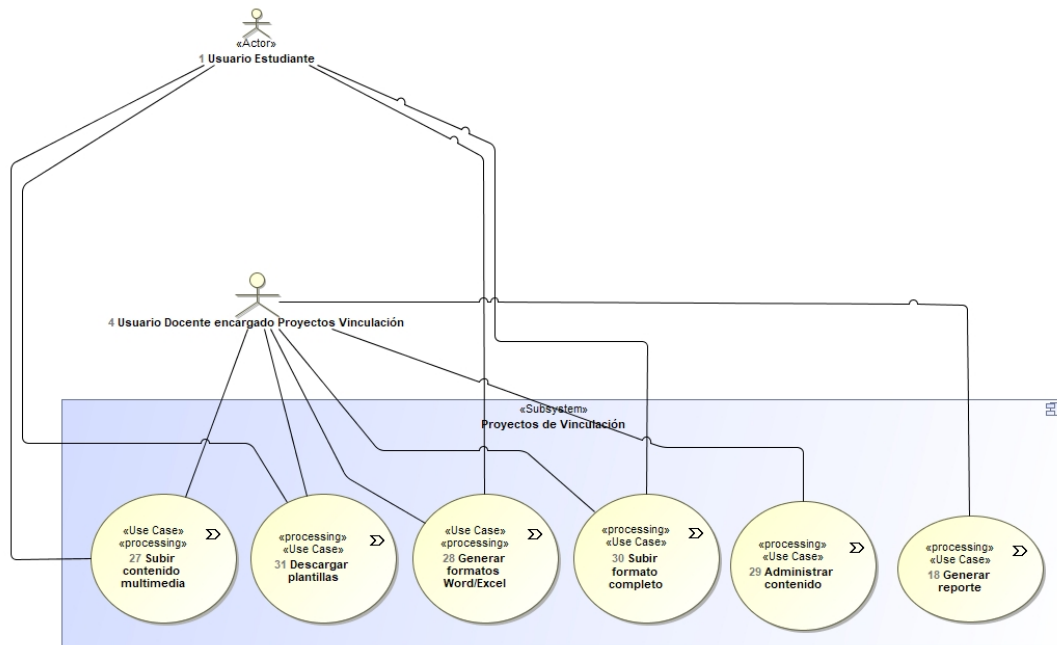 «Actor»
1 Usuario Estudiante
4 Usuario Docente encargado Proyectos Vinculación
«Subsystem»
Proyectos de Vinculación
«Use Case»
«processing»
27 Subir
contenido
multimedia
«processing»
«Use Case»
31 Descargar
plantillas
«Use Case»
«processing»
28 Generar
formatos
Word/Excel
«processing»
«Use Case»
30 Subir
formato
completo
«processing»
«Use Case»
29 Administrar
contenido
«processing»
«Use Case»
18 Generar
reporte